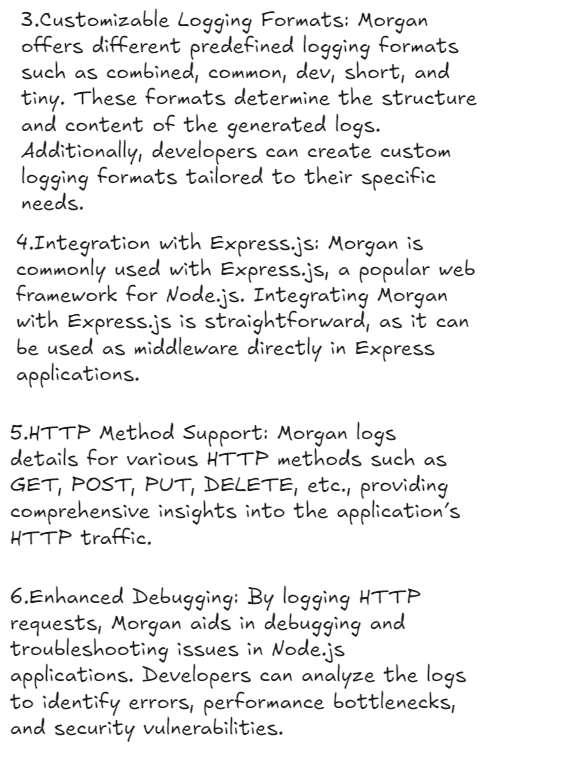 3.Customizable Logging Formats: Morgan
offers different predefined logging formats
such as combined, common, dev, short, and
tiny. These formats determine the structure
and content of the generated logs.
Additionally, developers can create custom
logging formats tailored to their specific
needs.
4.Integration with Express.js: Morgan is
commonly used with Express.js, a popular web
framework for Node.js. Integrating Morgan
with Express.js is straightforward, as it can
be used as middleware directly in Express
applications.
5.HTTP Method Support: Morgan logs
details for various HTTP methods such as
GET, POST, PUT, DELETE, etc., providing
comprehensive insights into the application's
HTTP traffic.
6.Enhanced Debugging: By logging HTTP
requests, Morgan aids in debugging and
troubleshooting issues in Node.js
applications. Developers can analyze the logs
to identify errors, performance bottlenecks,
and security vulnerabilities.